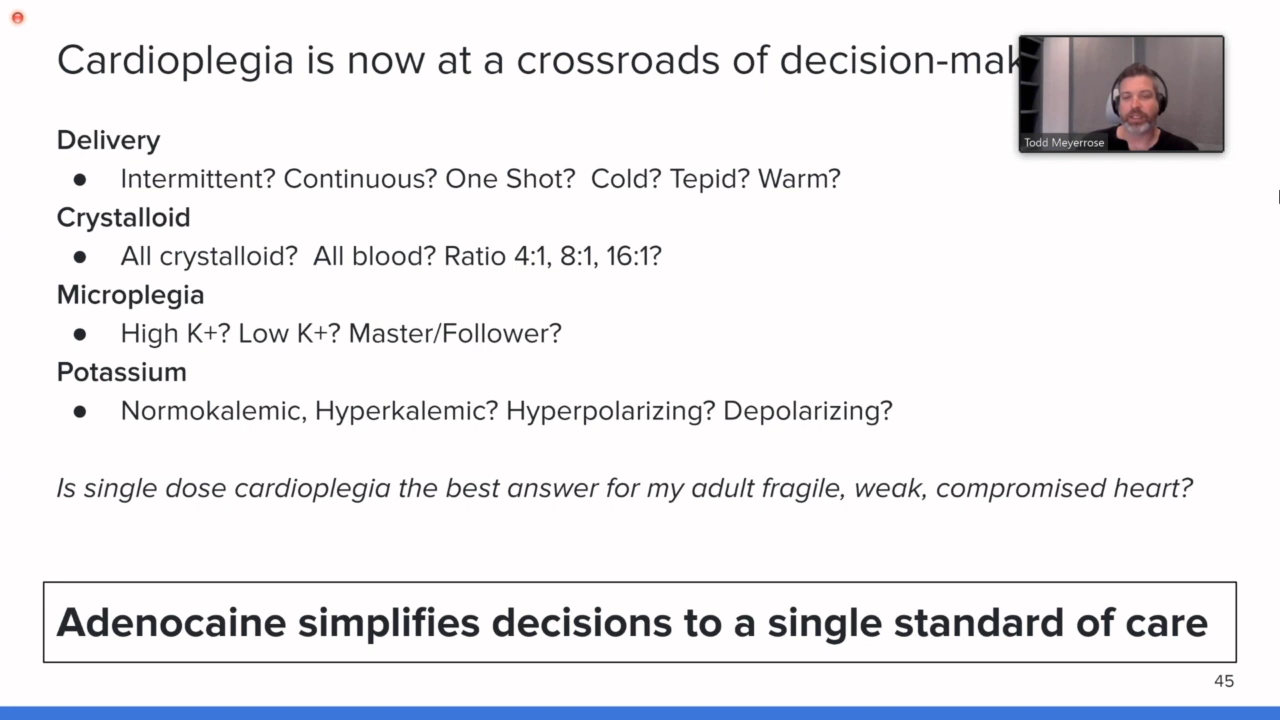 Cardioplegia is now at a crossroads of decision-mak
Todd Meyerrose
Delivery
● Intermittent? Continuous? One Shot?  Cold? Tepid? Warm?
Crystalloid
● All crystalloid?  All blood? Ratio 4:1, 8:1, 16:1?
Microplegia
● High K+? Low K+? Master/Follower?
Potassium
● Normokalemic, Hyperkalemic? Hyperpolarizing? Depolarizing?
Is single dose cardioplegia the best answer for my adult fragile, weak, compromised heart?
Adenocaine simplifies decisions to a single standard of care
45